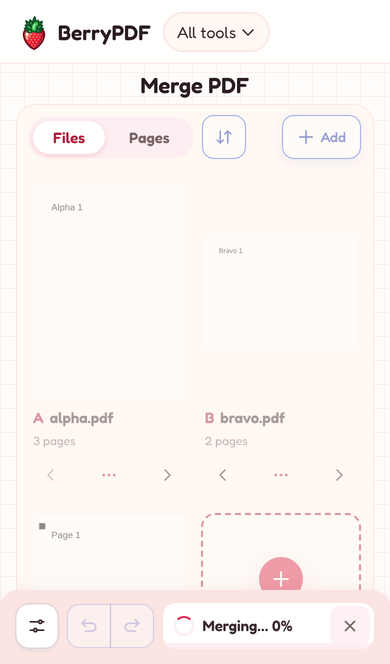 BerryPDF
All tools
Merge PDF
Files
Pages
Add
Alpha 1
Bravo 1
A alpha.pdf
3 pages
B bravo.pdf
2 pages
Page 1
Merging... 0%